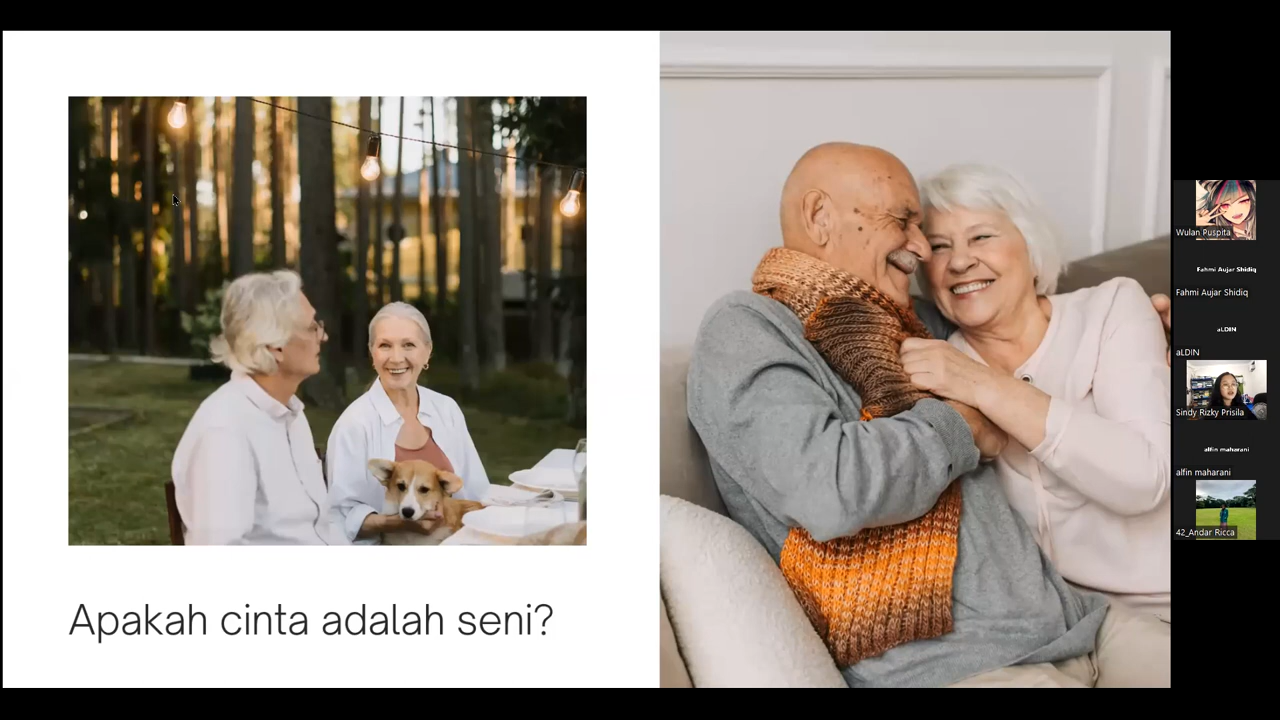 Apakah cinta adalah seni?
Wulan Puspita
Fahmi Aujar Shidiq
Fahmi Aujar Shidiq
aLDIN
aLDIN
Sindy Rizky Prisila
alfin maharani
alfin maharani
42_Andar Ricca